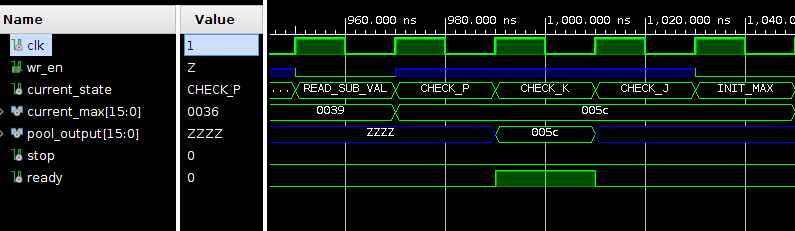 Name Value 960.000 ns 980.000 ns 1,000.000 ns 1,020.000 ns 1,040.0
clk 1
wr_en Z
current_state CHECK_P ... READ_SUB_VAL CHECK_P CHECK_K CHECK_J INIT_MAX
current_max[15:0] 0036 0039 005c
pool_output[15:0] ZZZZ ZZZZ 005c
stop 0
ready 0